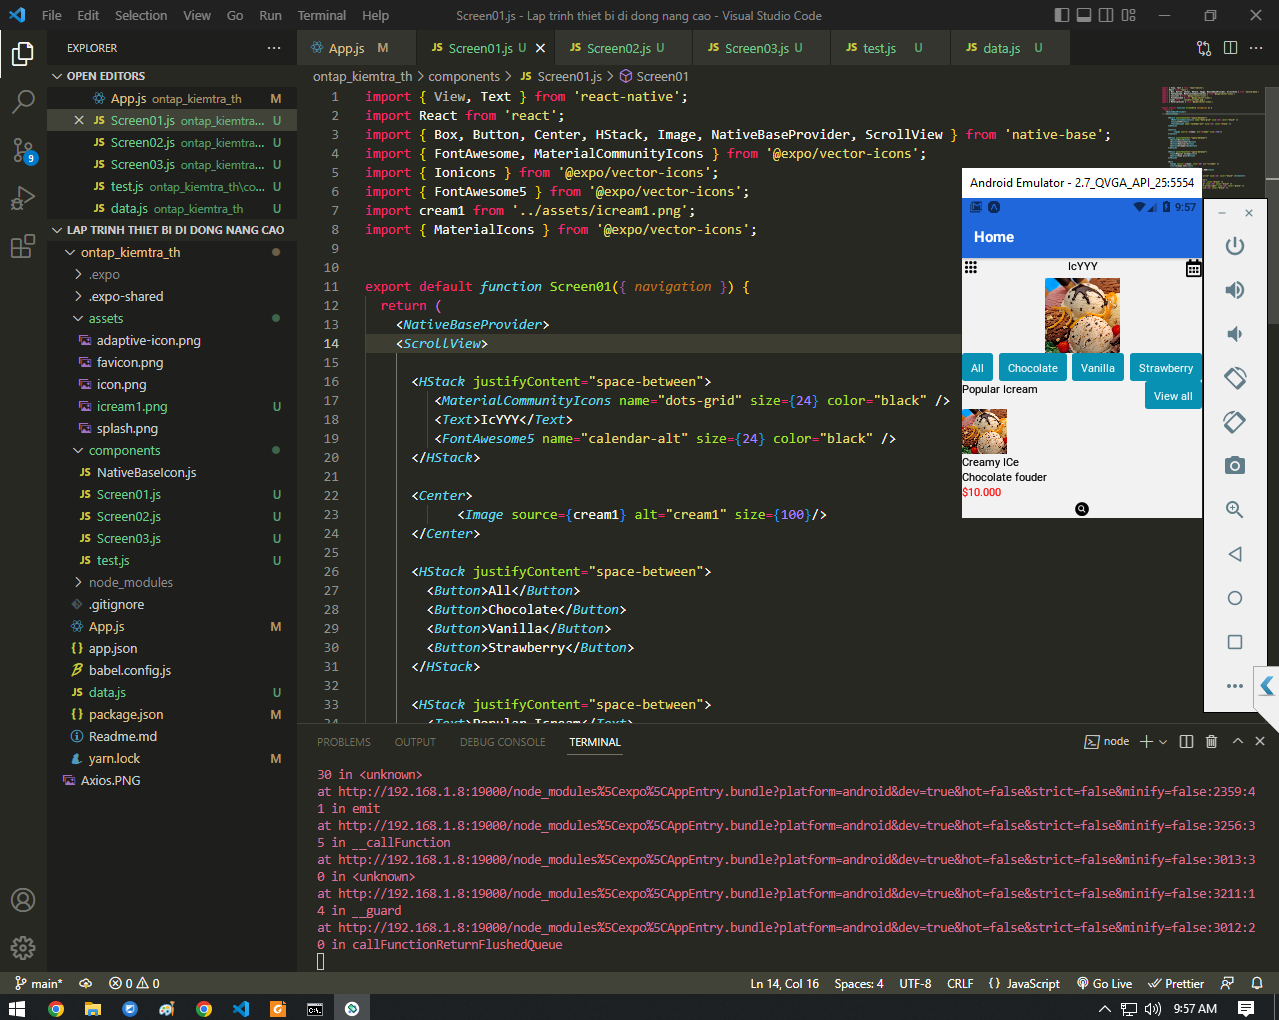 File Edit Selection View Go Run Terminal Help
Screen01.js - Lap trinh thiet bi di dong nang cao - Visual Studio Code
EXPLORER
App.js M
Screen01.js U
Screen02.js U
Screen03.js U
test.js U
data.js U
OPEN EDITORS
App.js ontap_kiemtra_th M
Screen01.js ontap_kiemtra... U
Screen02.js ontap_kiemtra... U
Screen03.js ontap_kiemtra... U
test.js ontap_kiemtra_th\co... U
data.js ontap_kiemtra_th U
9
LAP TRINH THIET BI DI DONG NANG CAO
ontap_kiemtra_th
.expo
.expo-shared
assets
adaptive-icon.png
favicon.png
icon.png
icream1.png U
splash.png
components
NativeBaseIcon.js
Screen01.js U
Screen02.js U
Screen03.js U
test.js U
node_modules
.gitignore
App.js M
app.json
babel.config.js
data.js U
package.json M
Readme.md
yarn.lock M
Axios.PNG
ontap_kiemtra_th > components > JS Screen01.js > Screen01
1 import { View, Text } from 'react-native';
2 import React from 'react';
3 import { Box, Button, Center, HStack, Image, NativeBaseProvider, ScrollView } from 'native-base';
4 import { FontAwesome, MaterialCommunityIcons } from '@expo/vector-icons';
5 import { Ionicons } from '@expo/vector-icons';
6 import { FontAwesome5 } from '@expo/vector-icons';
7 import cream1 from '../assets/icream1.png';
8 import { MaterialIcons } from '@expo/vector-icons';
9
10
11 export default function Screen01({ navigation }) {
12 return (
13 <NativeBaseProvider>
14 <ScrollView>
15
16 <HStack justifyContent="space-between">
17 <MaterialCommunityIcons name="dots-grid" size={24} color="black" />
18 <Text>IcYYY</Text>
19 <FontAwesome5 name="calendar-alt" size={24} color="black" />
20 </HStack>
21
22 <Center>
23 <Image source={cream1} alt="cream1" size={100}/>
24 </Center>
25
26 <HStack justifyContent="space-between">
27 <Button>All</Button>
28 <Button>Chocolate</Button>
29 <Button>Vanilla</Button>
30 <Button>Strawberry</Button>
31 </HStack>
32
33 <HStack justifyContent="space-between">
34 <Text>Popular Icream</Text>
Android Emulator - 2.7_QVGA_API_25:5554
9:57
Home
IcYYY
All Chocolate Vanilla Strawberry
Popular Icream
View all
Creamy ICe
Chocolate fouder
$10.000
PROBLEMS OUTPUT DEBUG CONSOLE TERMINAL
node
30 in <unknown>
at http://192.168.1.8:19000/node_modules%5Cexpo%5CAppEntry.bundle?platform=android&dev=true&hot=false&strict=false&minify=false:2359:4
1 in emit
at http://192.168.1.8:19000/node_modules%5Cexpo%5CAppEntry.bundle?platform=android&dev=true&hot=false&strict=false&minify=false:3256:3
5 in __callFunction
at http://192.168.1.8:19000/node_modules%5Cexpo%5CAppEntry.bundle?platform=android&dev=true&hot=false&strict=false&minify=false:3013:3
0 in <unknown>
at http://192.168.1.8:19000/node_modules%5Cexpo%5CAppEntry.bundle?platform=android&dev=true&hot=false&strict=false&minify=false:3211:1
4 in __guard
at http://192.168.1.8:19000/node_modules%5Cexpo%5CAppEntry.bundle?platform=android&dev=true&hot=false&strict=false&minify=false:3012:2
0 in callFunctionReturnFlushedQueue
main* 0 0
Ln 14, Col 16 Spaces: 4 UTF-8 CRLF {} JavaScript Go Live Prettier
9:57 AM